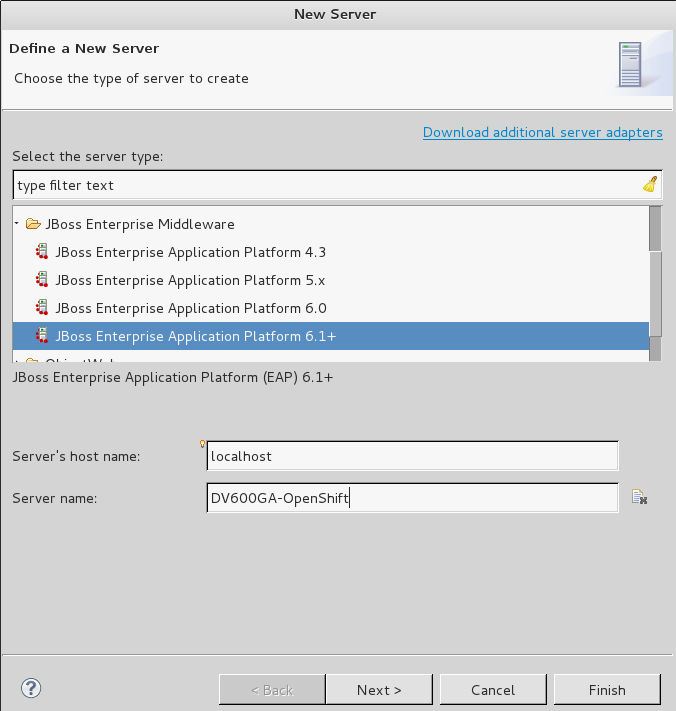 New Server
Define a New Server
Choose the type of server to create
Download additional server adapters
Select the server type:
type filter text
JBoss Enterprise Middleware
JBoss Enterprise Application Platform 4.3
JBoss Enterprise Application Platform 5.x
JBoss Enterprise Application Platform 6.0
JBoss Enterprise Application Platform 6.1+
JBoss Enterprise Application Platform (EAP) 6.1+
Server's host name: localhost
Server name: DV600GA-OpenShift
? < Back Next > Cancel Finish